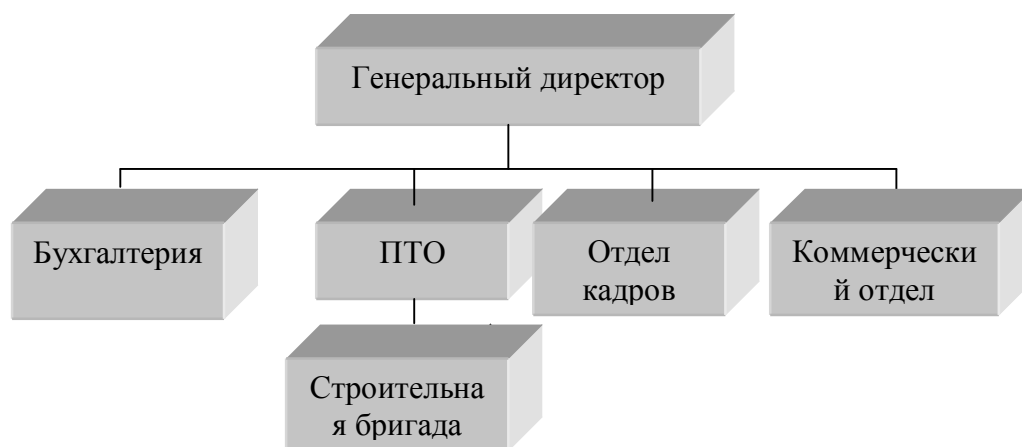 Генеральный директор
Бухгалтерия
ПТО
Отдел
кадров
Коммерчески
й отдел
Строительна
я бригада